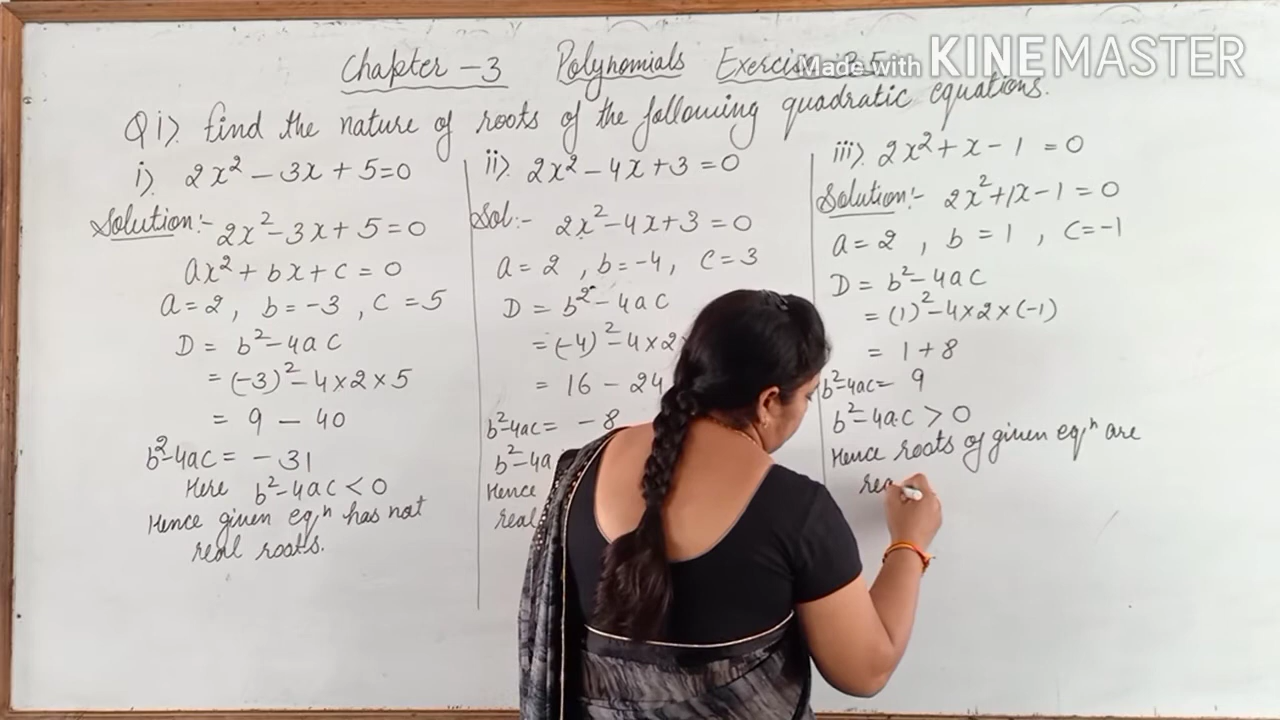 Chapter - 3 Polynomials Exercise 3.5
Made with KINEMASTER
Q i). find the nature of roots of the following quadratic equations.
i). 2x² - 3x + 5 = 0
Solution:- 2x² - 3x + 5 = 0
ax² + bx + c = 0
a = 2, b = -3, c = 5
D = b² - 4ac
= (-3)² - 4 × 2 × 5
= 9 - 40
b² - 4ac = - 31
Here b² - 4ac < 0
Hence given eqⁿ has not
real roots.
ii). 2x² - 4x + 3 = 0
Sol:- 2x² - 4x + 3 = 0
a = 2, b = -4, c = 3
D = b² - 4ac
= (-4)² - 4 × 2
= 16 - 24
b² - 4ac = - 8
b² - 4a
Hence
real
iii). 2x² + x - 1 = 0
Solution:- 2x² + 1x - 1 = 0
a = 2, b = 1, c = -1
D = b² - 4ac
= (1)² - 4 × 2 × (-1)
= 1 + 8
b² - 4ac = 9
b² - 4a.c > 0
Hence roots of given eqⁿ are
rea